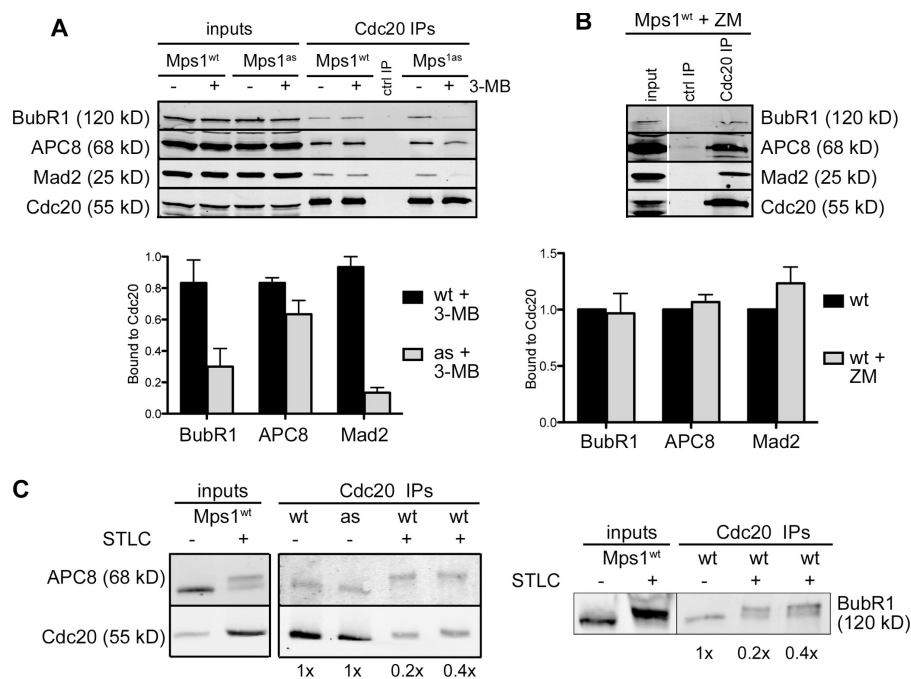 A
inputs Cdc20 IPs
Mps1wt Mps1as Mps1wt ctrl IP Mps1as
- + - + - + - + 3-MB
BubR1 (120 kD)
APC8 (68 kD)
Mad2 (25 kD)
Cdc20 (55 kD)
Bound to Cdc20
1.0
0.8
0.6
0.4
0.2
0.0
BubR1 APC8 Mad2
wt +
3-MB
as +
3-MB
B
Mps1wt + ZM
input ctrl IP Cdc20 IP
BubR1 (120 kD)
APC8 (68 kD)
Mad2 (25 kD)
Cdc20 (55 kD)
Bound to Cdc20
1.5
1.0
0.5
0.0
BubR1 APC8 Mad2
wt
wt +
ZM
C
inputs Cdc20 IPs
Mps1wt wt as wt wt
STLC - + - - + +
APC8 (68 kD)
Cdc20 (55 kD)
1x 1x 0.2x 0.4x
inputs Cdc20 IPs
Mps1wt wt wt wt
STLC - + - + +
BubR1
(120 kD)
1x 0.2x 0.4x